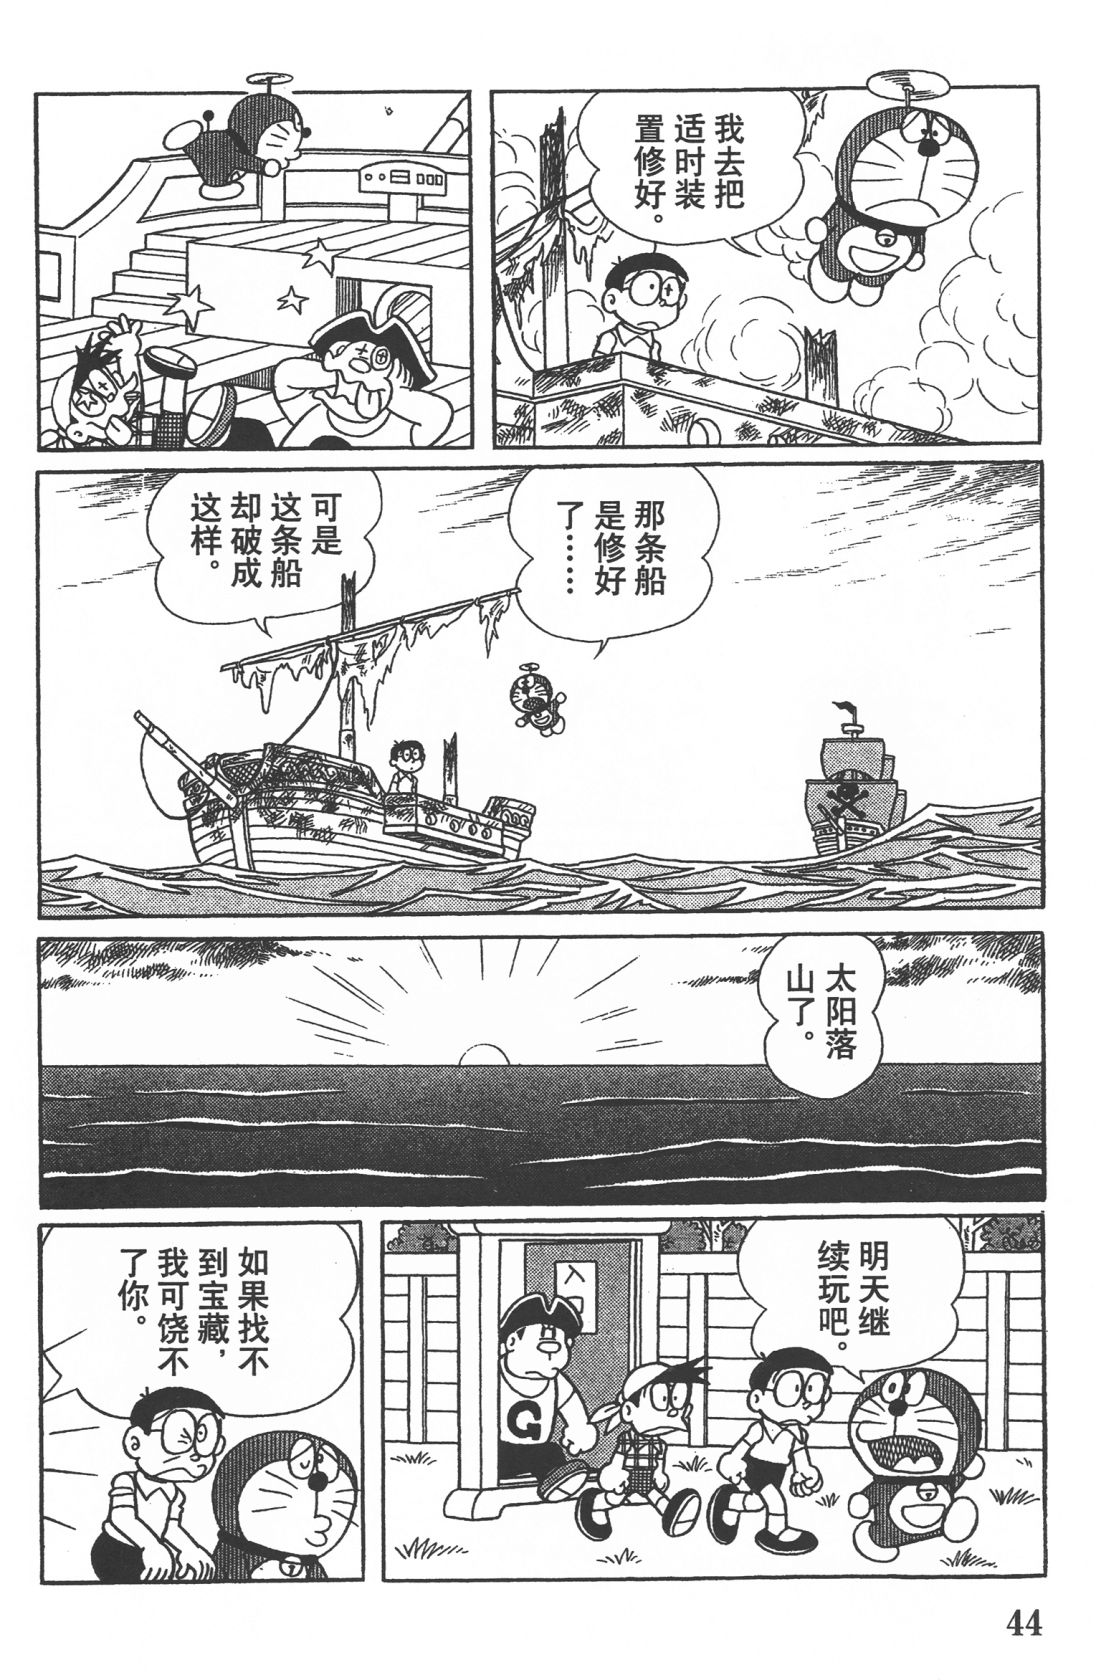 我去把
适时装
置修好。
那条船
是修好
了……
可是
这条船
却破成
这样。
太阳落
山了。
明天继
续玩吧。
入
口
G
如果找不
到宝藏，
我可饶不
了你。
44